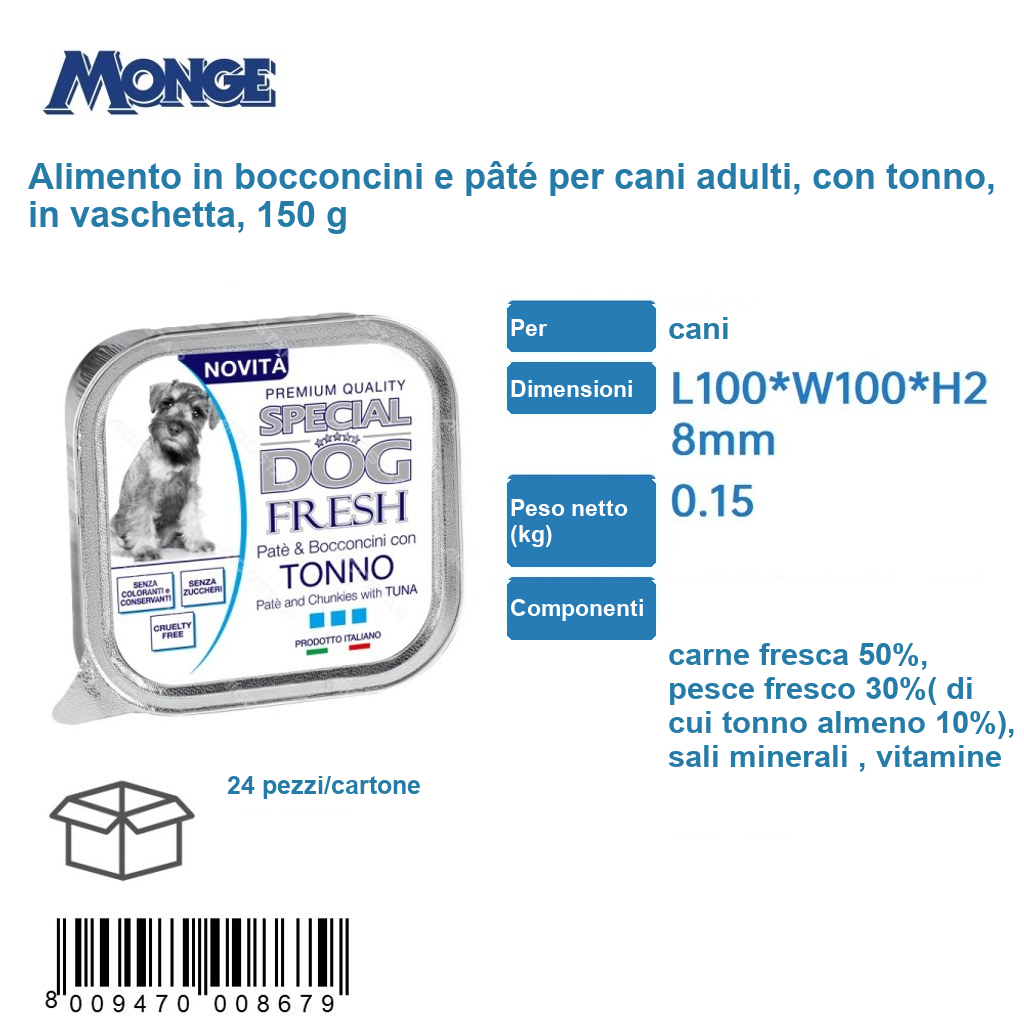 MONGE
Alimento in bocconcini e pâté per cani adulti, con tonno,
in vaschetta, 150 g
NOVITÀ
PREMIUM QUALITY
SPECIAL
DOG
FRESH
Patè & Bocconcini con
TONNO
Patè and Chunkies with TUNA
SENZA
COLORANTI e
CONSERVANTI
SENZA
ZUCCHERI
CRUELTY
FREE
PRODOTTO ITALIANO
Per
cani
Dimensioni
L100*W100*H2
8mm
Peso netto
(kg)
0.15
Componenti
carne fresca 50%,
pesce fresco 30%( di
cui tonno almeno 10%),
sali minerali , vitamine
24 pezzi/cartone
8 009470 008679